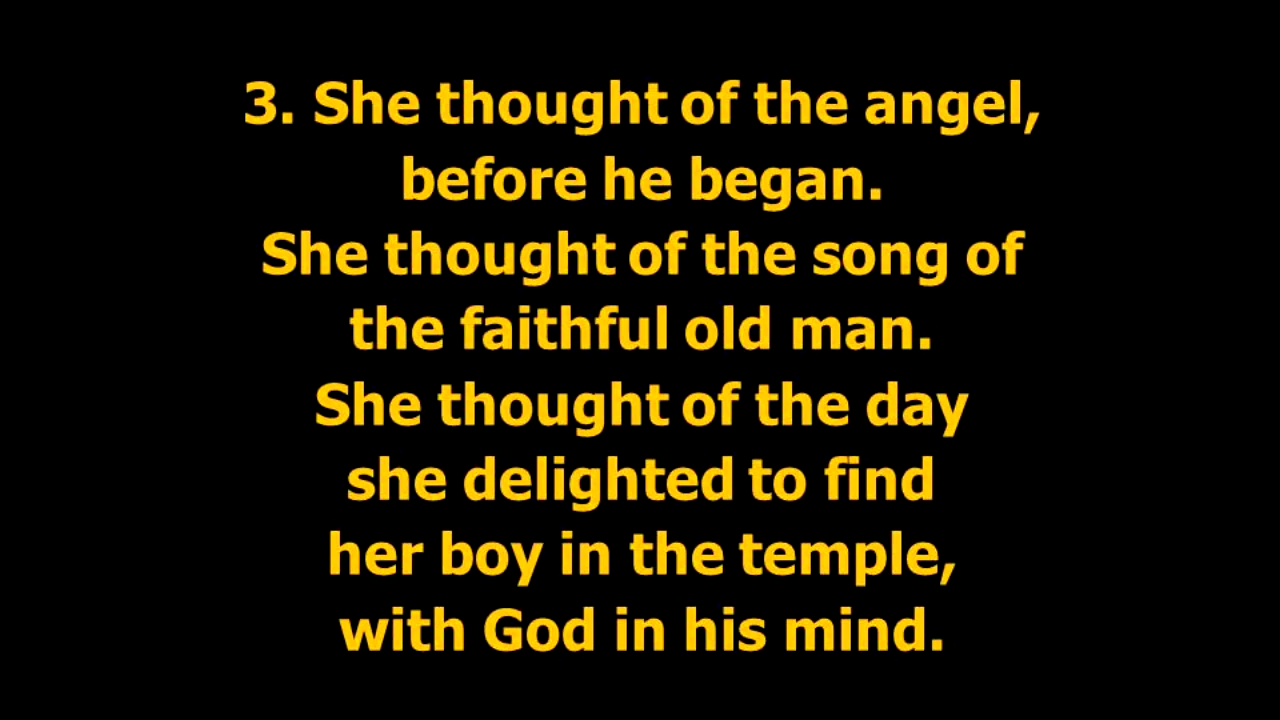 3. She thought of the angel,
before he began.
She thought of the song of
the faithful old man.
She thought of the day
she delighted to find
her boy in the temple,
with God in his mind.